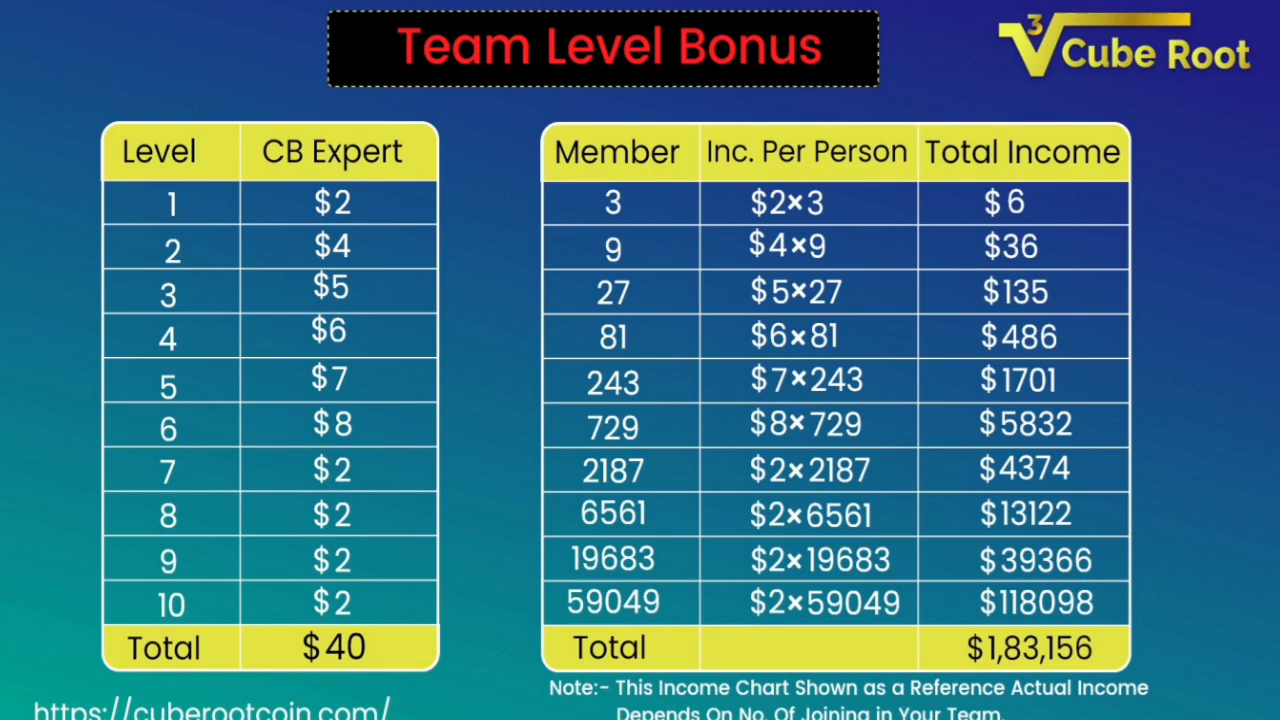 Team Level Bonus
3
Cube Root
Level CB Expert
1 $2
2 $4
3 $5
4 $6
5 $7
6 $8
7 $2
8 $2
9 $2
10 $2
Total $40
Member Inc. Per Person Total Income
3 $2×3 $6
9 $4×9 $36
27 $5×27 $135
81 $6×81 $486
243 $7×243 $1701
729 $8×729 $5832
2187 $2×2187 $4374
6561 $2×6561 $13122
19683 $2×19683 $39366
59049 $2×59049 $118098
Total $1,83,156
Note:- This Income Chart Shown as a Reference Actual Income
Depends On No. Of Joining in Your Team.
https://cuberootcoin.com/